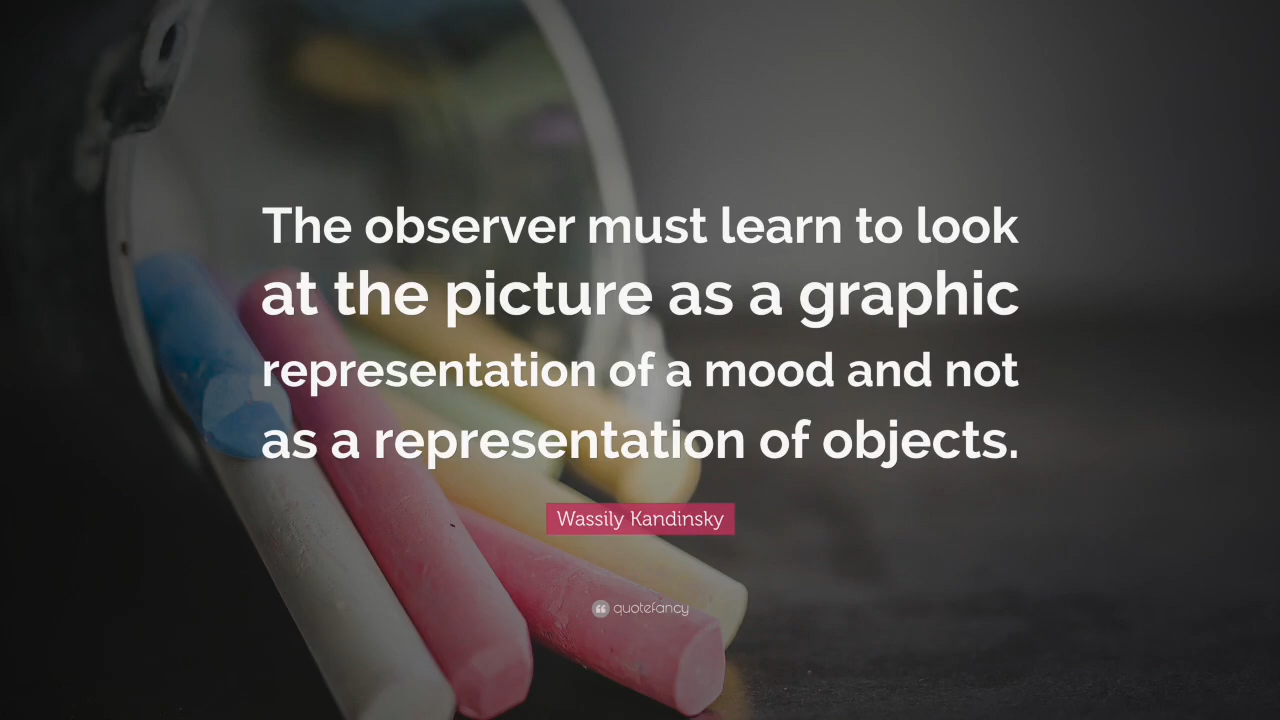 The observer must learn to look
at the picture as a graphic
representation of a mood and not
as a representation of objects.
Wassily Kandinsky
quotefancy